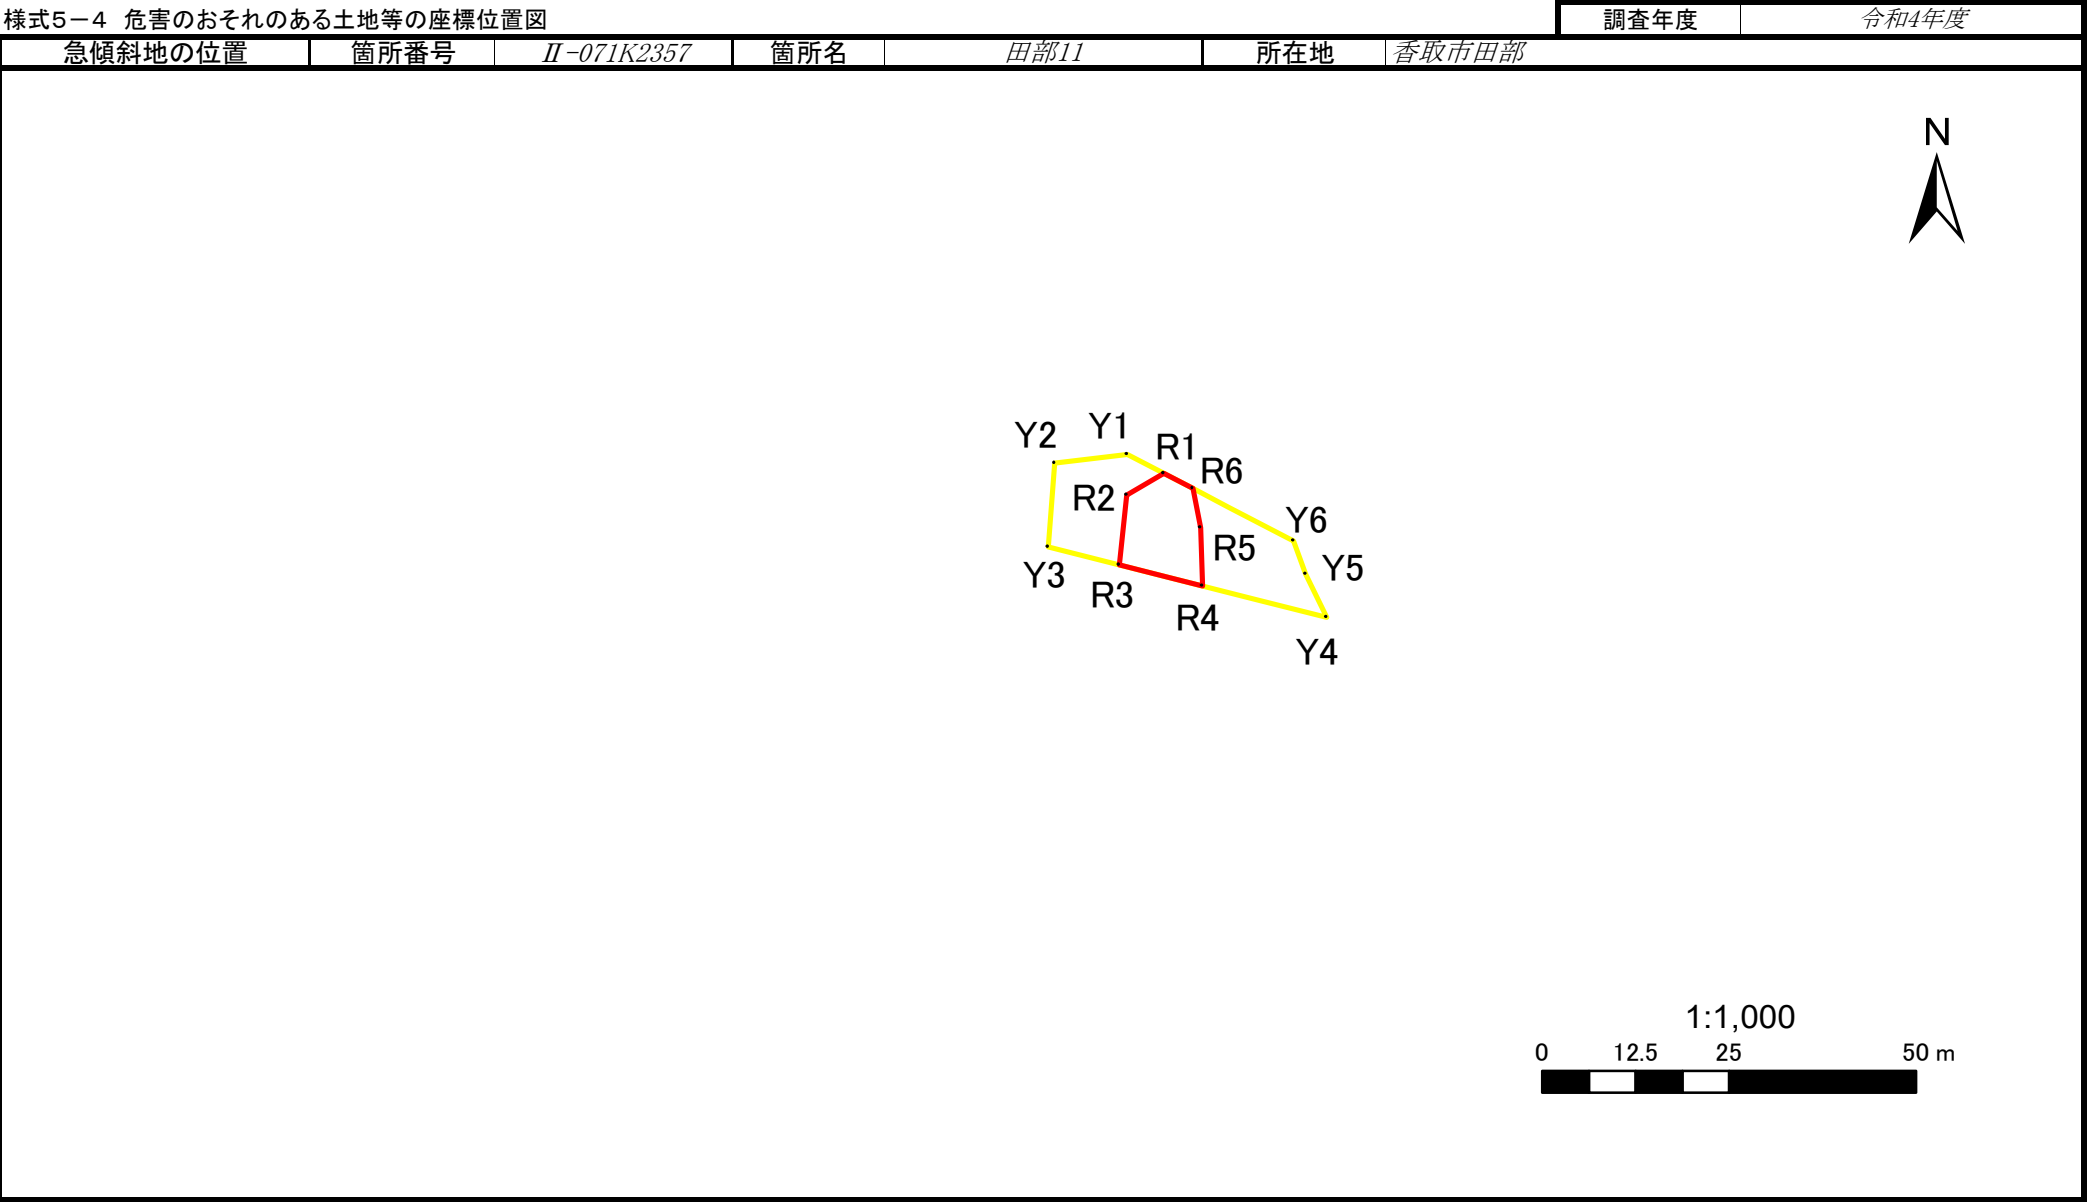 様式5－4 危害のおそれのある土地等の座標位置図 調査年度 令和4年度
急傾斜地の位置 箇所番号 Ⅱ-071K2357 箇所名 田部11 所在地 香取市田部
N
Y1
Y2
R1
R6
R2
Y6
R5
Y5
Y3
R3
R4
Y4
1:1,000
0 12.5 25 50 m